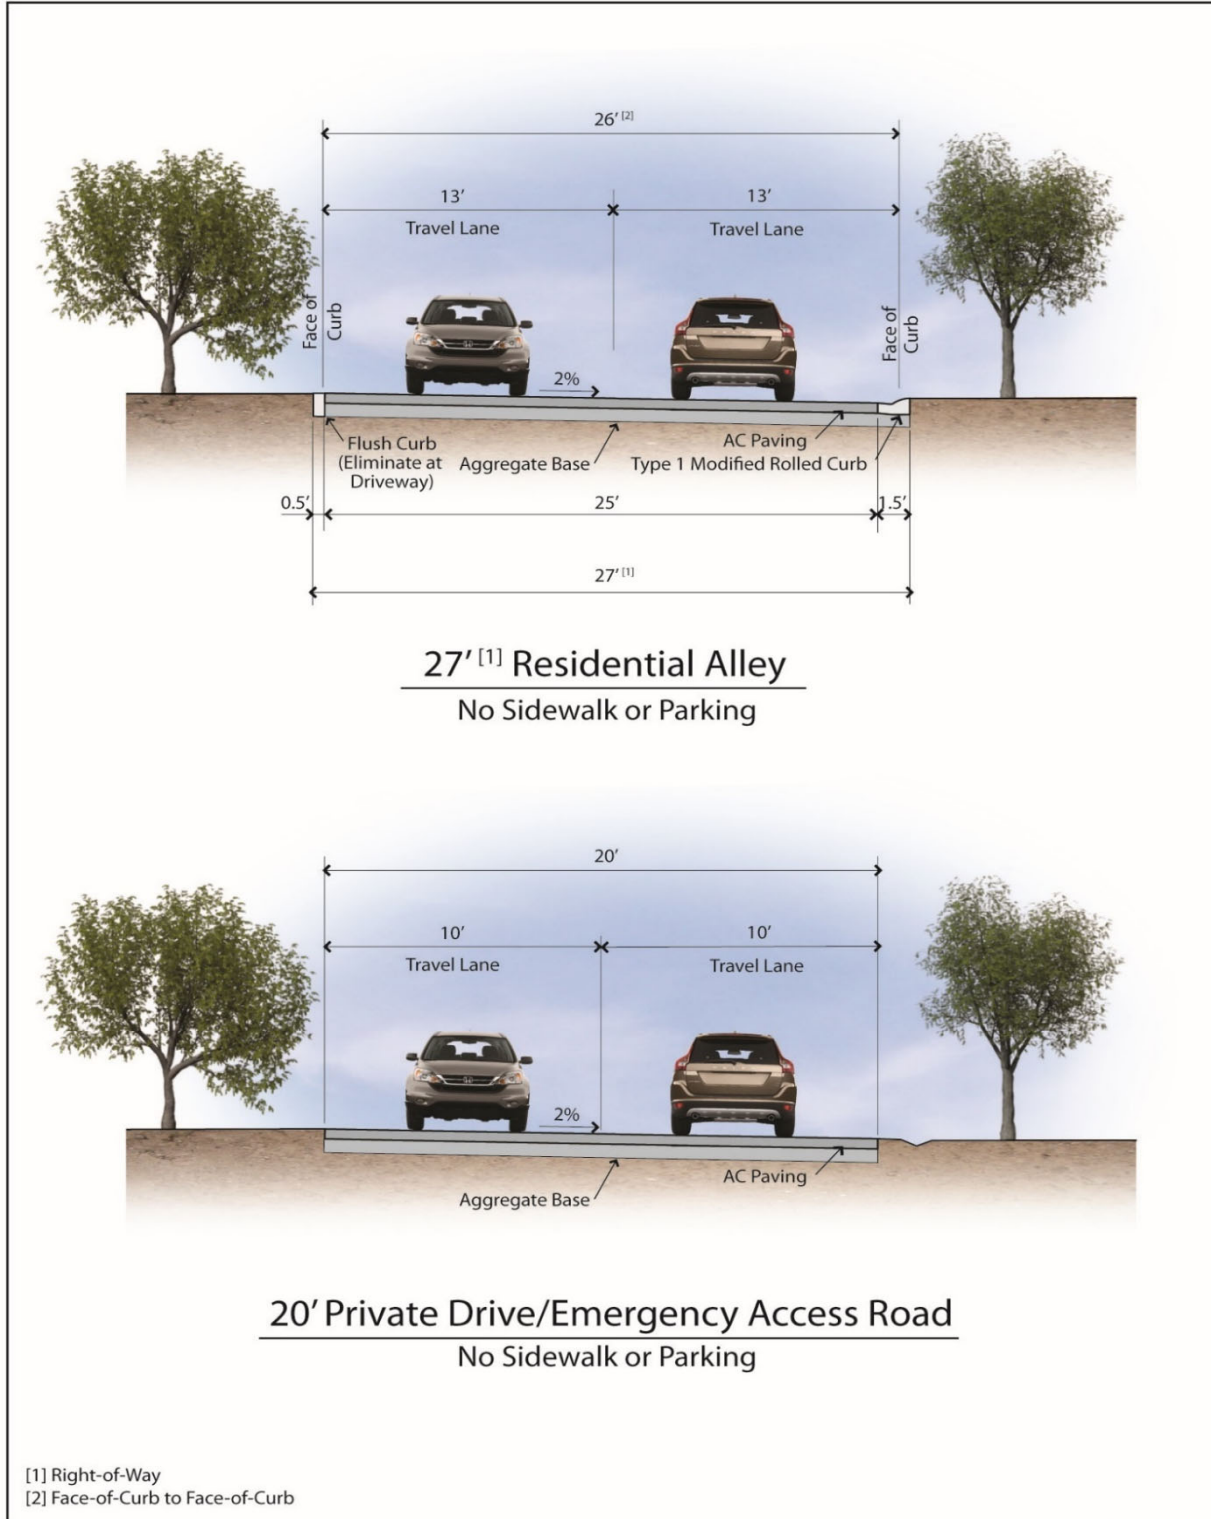 26′ [2]
13′
13′
Travel Lane
Travel Lane
Face of
Curb
Face of
Curb
2%
Flush Curb
(Eliminate at
Driveway)
Aggregate Base
AC Paving
Type 1 Modified Rolled Curb
0.5′
25′
1.5′
27′ [1]
27′ [1] Residential Alley
No Sidewalk or Parking
20′
10′
10′
Travel Lane
Travel Lane
2%
AC Paving
Aggregate Base
20′ Private Drive/Emergency Access Road
No Sidewalk or Parking
[1] Right-of-Way
[2] Face-of-Curb to Face-of-Curb